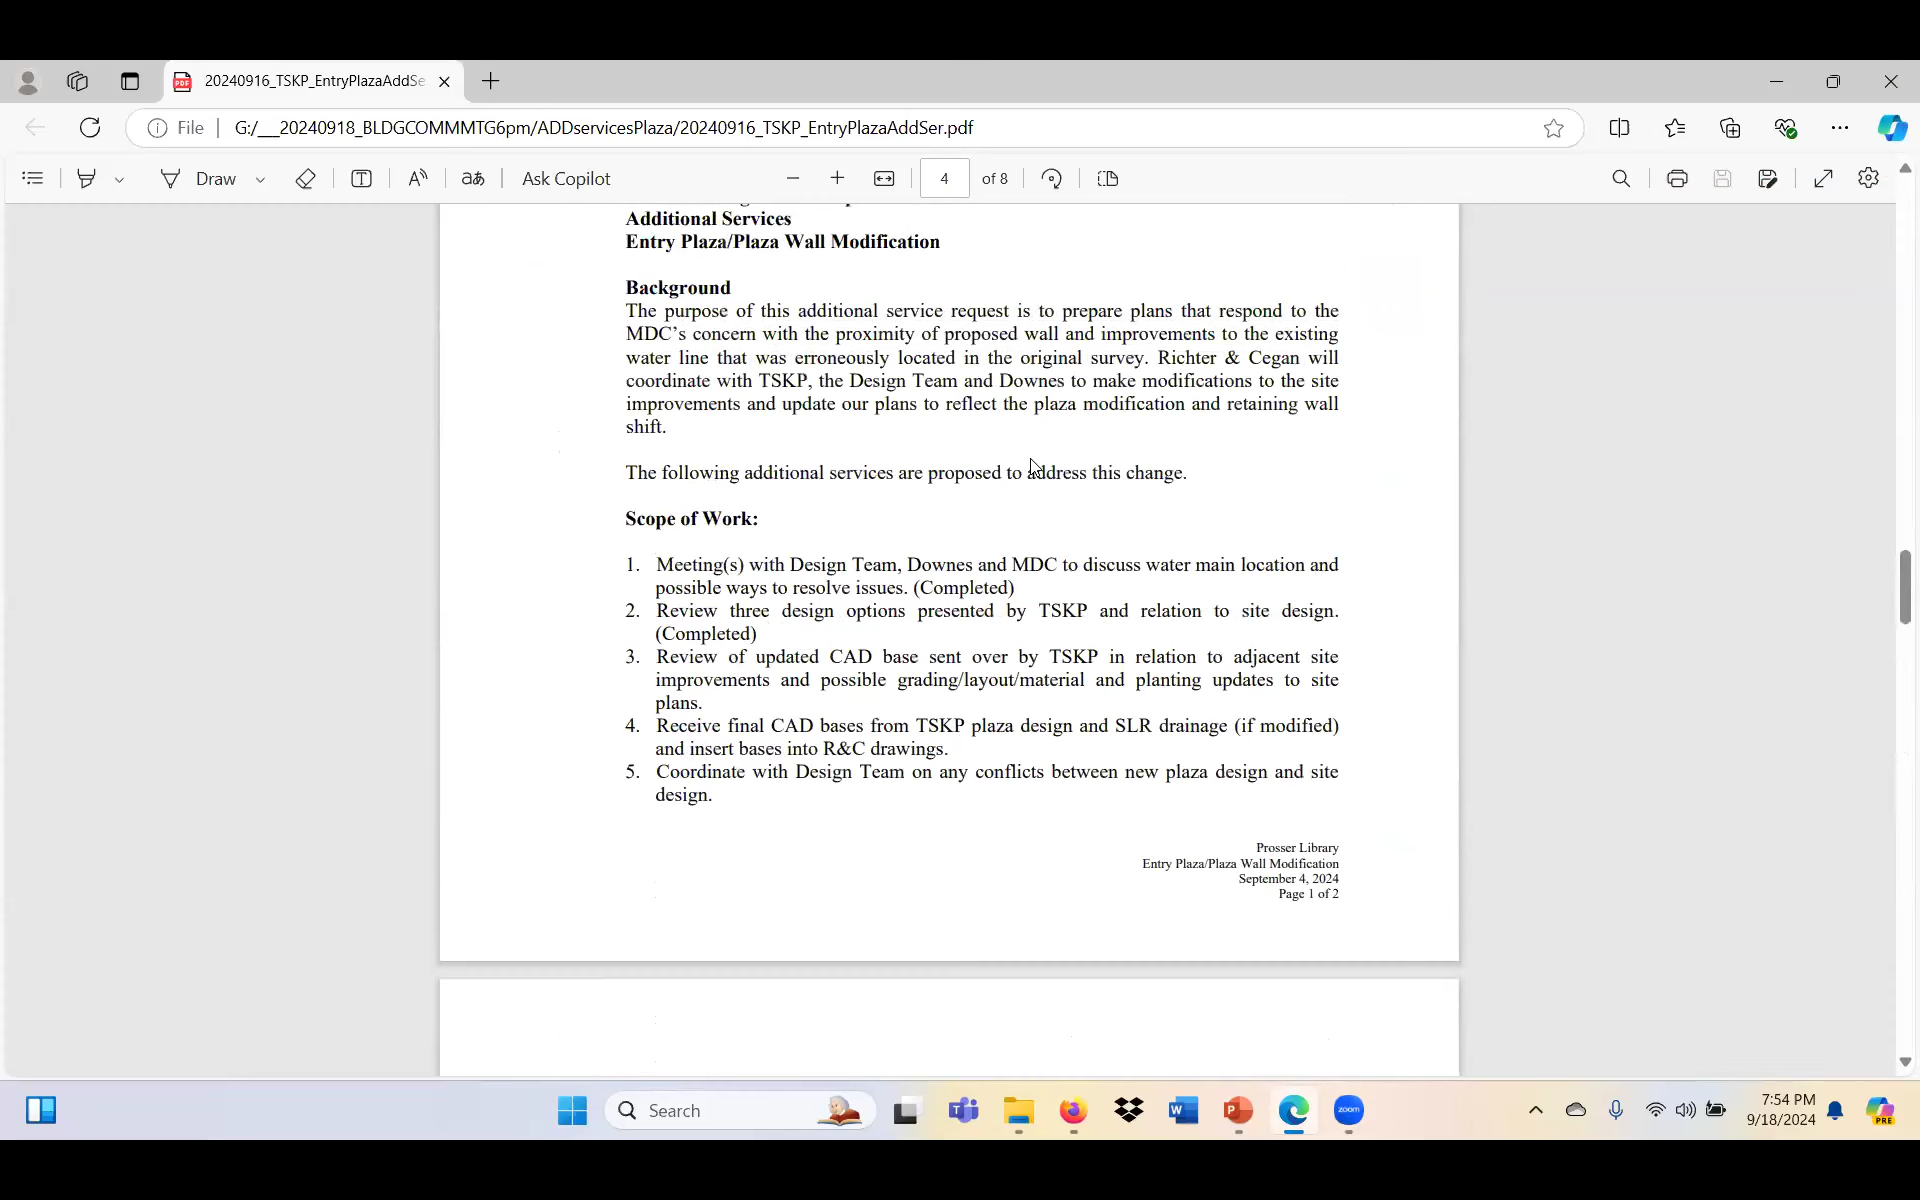 20240916_TSKP_EntryPlazaAddSe
File
G:/___20240918_BLDGCOMMMTG6pm/ADDservicesPlaza/20240916_TSKP_EntryPlazaAddSer.pdf
Draw
Ask Copilot
4
of 8
Additional Services
Entry Plaza/Plaza Wall Modification
Background
The purpose of this additional service request is to prepare plans that respond to the
MDC's concern with the proximity of proposed wall and improvements to the existing
water line that was erroneously located in the original survey. Richter & Cegan will
coordinate with TSKP, the Design Team and Downes to make modifications to the site
improvements and update our plans to reflect the plaza modification and retaining wall
shift.
The following additional services are proposed to address this change.
Scope of Work:
1. Meeting(s) with Design Team, Downes and MDC to discuss water main location and
possible ways to resolve issues. (Completed)
2. Review three design options presented by TSKP and relation to site design.
(Completed)
3. Review of updated CAD base sent over by TSKP in relation to adjacent site
improvements and possible grading/layout/material and planting updates to site
plans.
4. Receive final CAD bases from TSKP plaza design and SLR drainage (if modified)
and insert bases into R&C drawings.
5. Coordinate with Design Team on any conflicts between new plaza design and site
design.
Prosser Library
Entry Plaza/Plaza Wall Modification
September 4, 2024
Page 1 of 2
Search
zoom
7:54 PM
9/18/2024
PRE